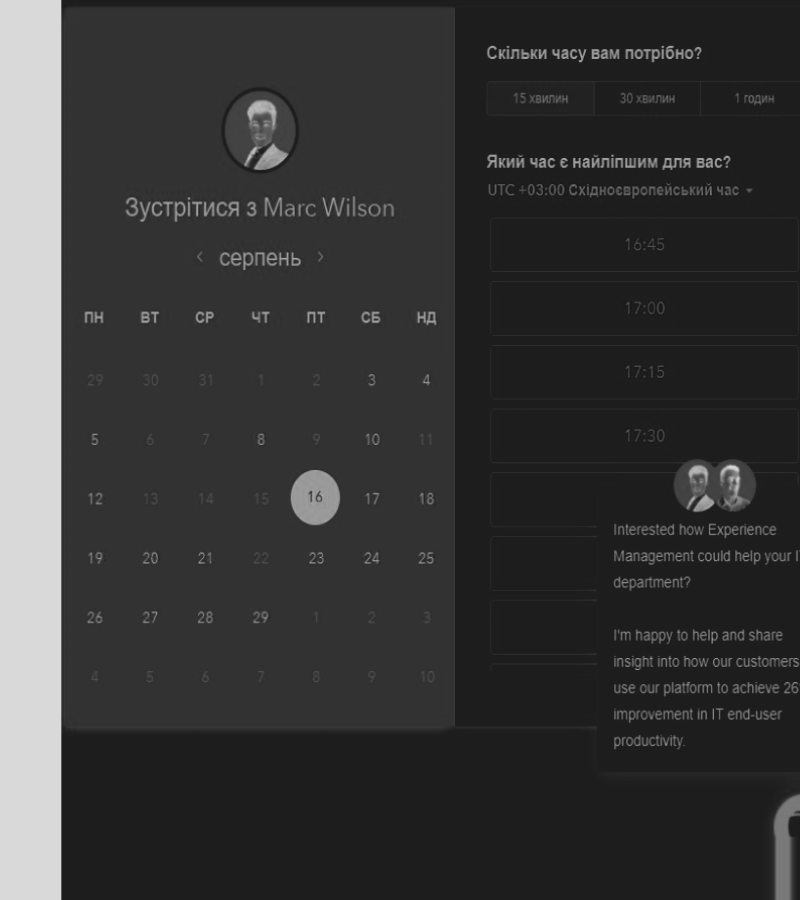 Зустрітися з Marc Wilson
серпень
ПН ВТ СР ЧТ ПТ СБ НД
29 30 31 1 2 3 4
5 6 7 8 9 10 11
12 13 14 15 16 17 18
19 20 21 22 23 24 25
26 27 28 29 1 2 3
4 5 6 7 8 9 10
Скільки часу вам потрібно?
15 хвилин 30 хвилин 1 годин
Який час є найліпшим для вас?
UTC +03:00 Східноєвропейський час
16:45
17:00
17:15
17:30
Interested how Experience
Management could help your
department?
I'm happy to help and share
insight into how our customers
use our platform to achieve 26
improvement in IT end-user
productivity.